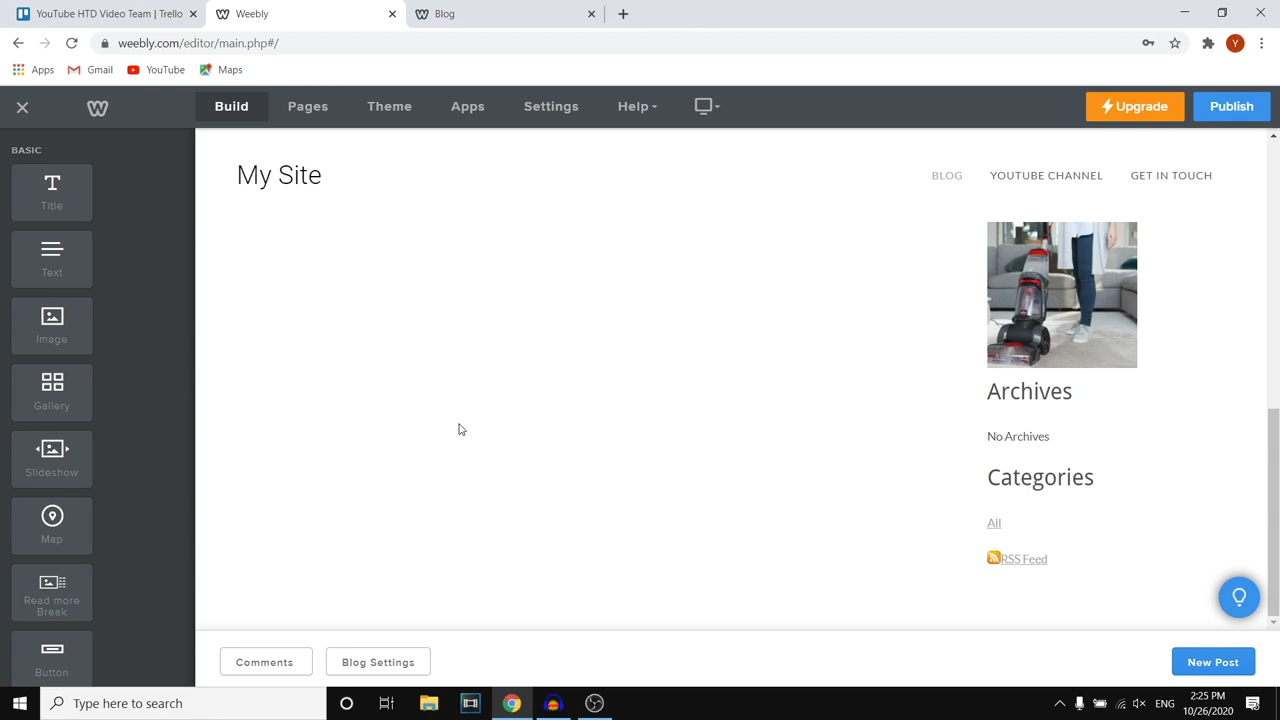 YouTube HTD Video Team | Trello
Weebly
Blog
weebly.com/editor/main.php#/
Y
Apps
Gmail
YouTube
Maps
Build
Pages
Theme
Apps
Settings
Help
Upgrade
Publish
BASIC
Title
Text
Image
Gallery
Slideshow
Map
Read more
Break
Button
My Site
BLOG
YOUTUBE CHANNEL
GET IN TOUCH
Archives
No Archives
Categories
All
RSS Feed
Comments
Blog Settings
New Post
Type here to search
ENG
2:25 PM
10/26/2020